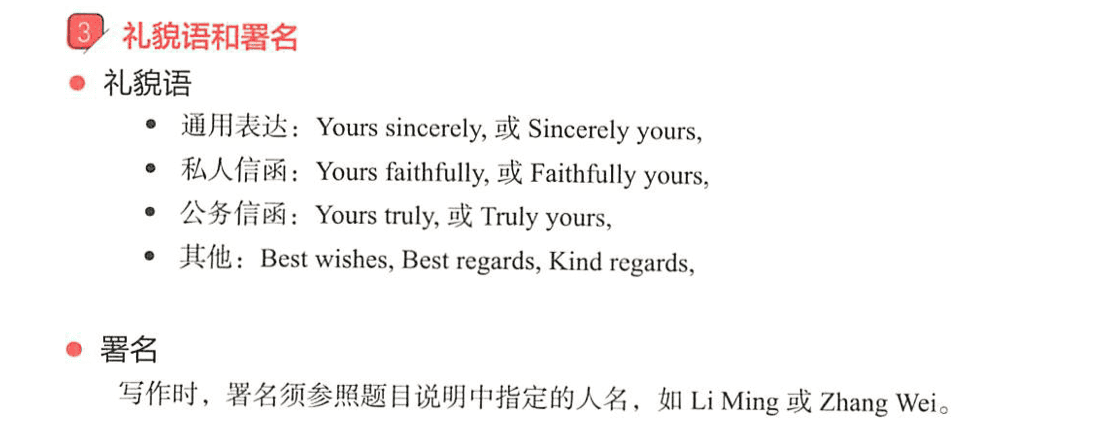 3 礼貌语和署名
礼貌语
通用表达：Yours sincerely, 或 Sincerely yours,
私人信函：Yours faithfully, 或 Faithfully yours,
公务信函：Yours truly, 或 Truly yours,
其他：Best wishes, Best regards, Kind regards,
署名
写作时，署名须参照题目说明中指定的人名，如 Li Ming 或 Zhang Wei。